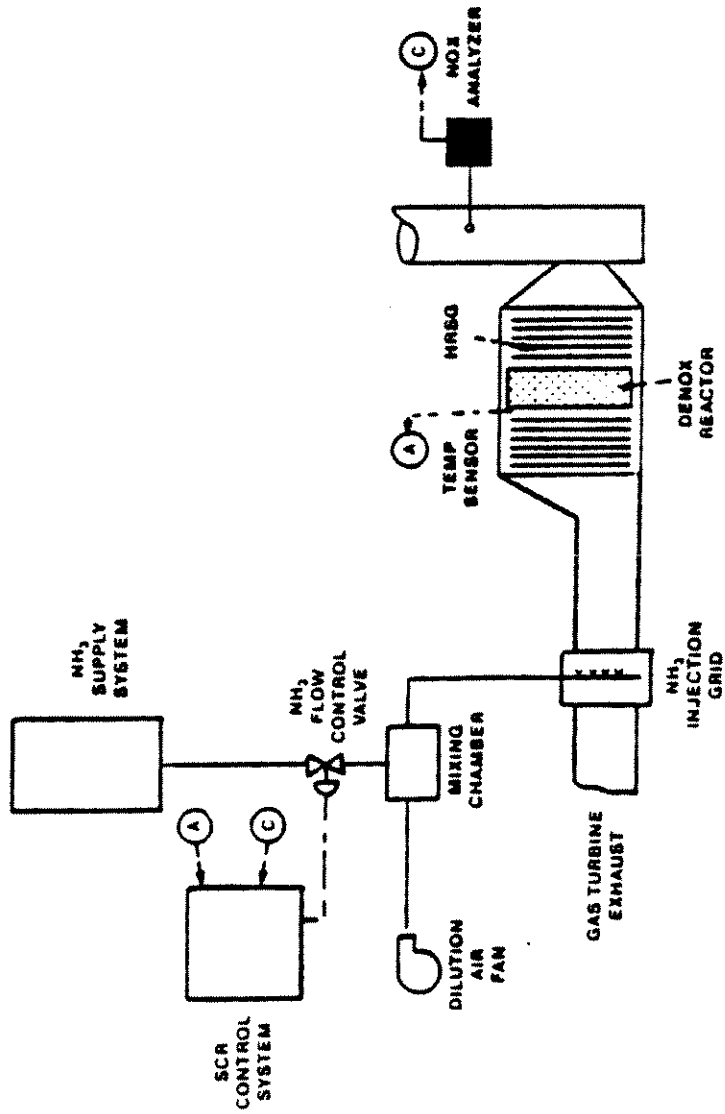 NH₃
SUPPLY
SYSTEM
SCR
CONTROL
SYSTEM
A
C
NH₃
FLOW
CONTROL
VALVE
MIXING
CHAMBER
DILUTION
AIR
FAN
GAS TURBINE
EXHAUST
NH₃
INJECTION
GRID
A
TEMP
SENSOR
HRSG
DENOX
REACTOR
C
NOX
ANALYZER